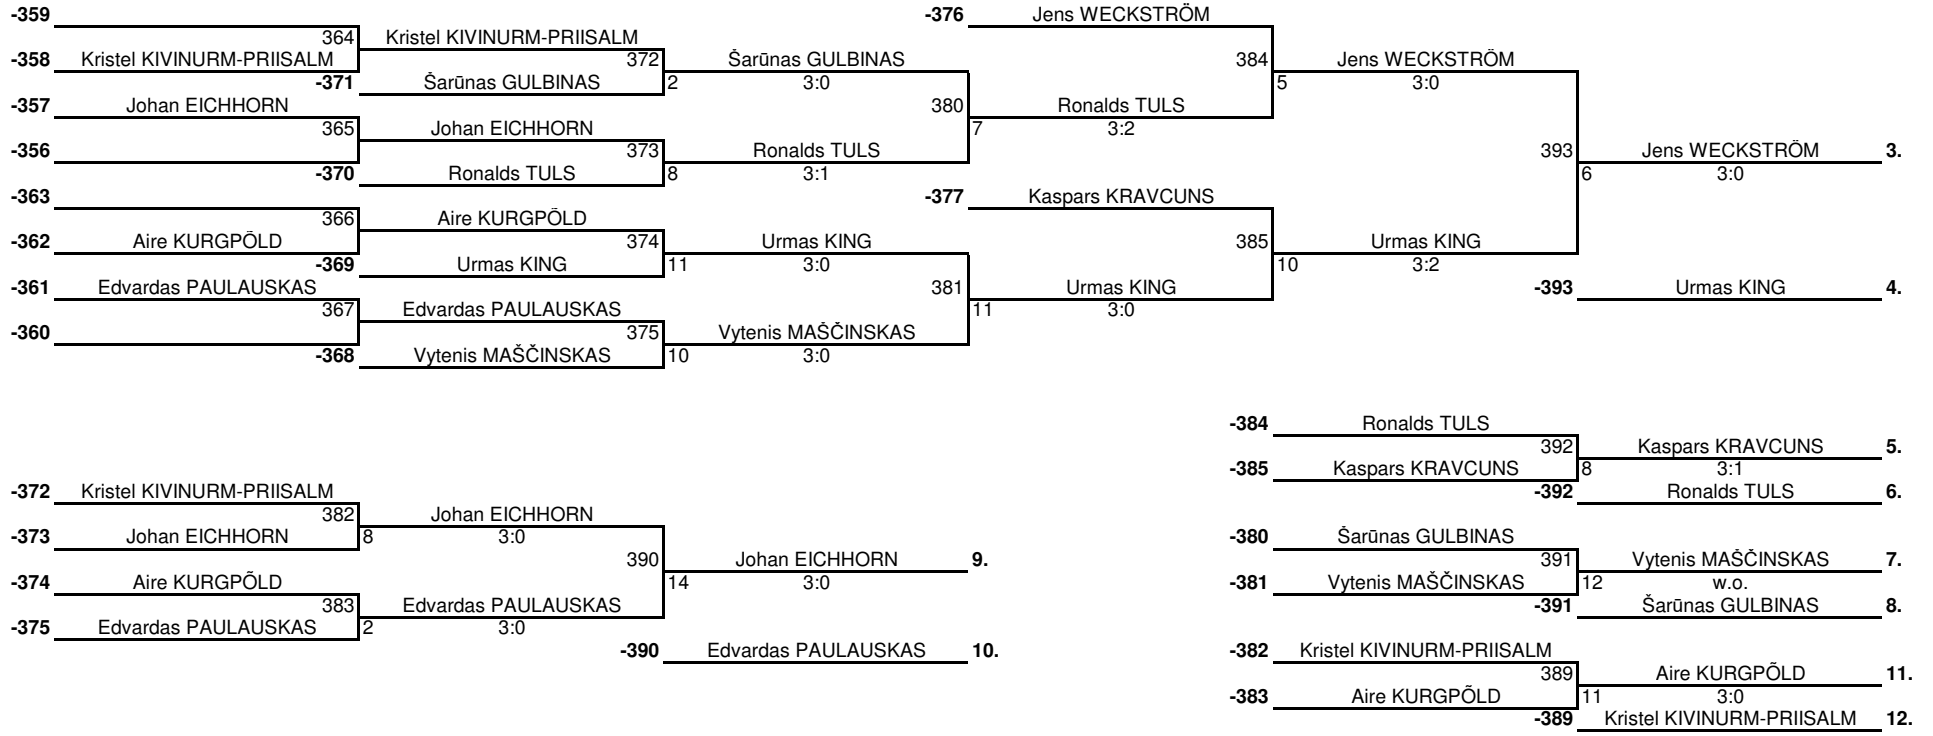 -359 -376 Jens WECKSTRÖM
364 Kristel KIVINURM-PRIISALM
-358 Kristel KIVINURM-PRIISALM 372 Šarūnas GULBINAS 384 Jens WECKSTRÖM
-371 Šarūnas GULBINAS 2 3:0 5 3:0
-357 Johan EICHHORN 380 Ronalds TULS
365 Johan EICHHORN 7 3:2
-356 373 Ronalds TULS 393 Jens WECKSTRÖM 3.
-370 Ronalds TULS 8 3:1 6 3:0
-363 -377 Kaspars KRAVCUNS
366 Aire KURGPÕLD
-362 Aire KURGPÕLD 374 Urmas KING 385 Urmas KING
-369 Urmas KING 11 3:0 10 3:2
-361 Edvardas PAULAUSKAS 381 Urmas KING -393 Urmas KING 4.
367 Edvardas PAULAUSKAS 11 3:0
-360 375 Vytenis MAŠČINSKAS
-368 Vytenis MAŠČINSKAS 10 3:0
-384 Ronalds TULS
392 Kaspars KRAVCUNS 5.
-385 Kaspars KRAVCUNS 8 3:1
-372 Kristel KIVINURM-PRIISALM -392 Ronalds TULS 6.
382 Johan EICHHORN
-373 Johan EICHHORN 8 3:0 -380 Šarūnas GULBINAS
390 Johan EICHHORN 9. 391 Vytenis MAŠČINSKAS 7.
-374 Aire KURGPÕLD 14 3:0 -381 Vytenis MAŠČINSKAS 12 w.o.
383 Edvardas PAULAUSKAS -391 Šarūnas GULBINAS 8.
-375 Edvardas PAULAUSKAS 2 3:0
-390 Edvardas PAULAUSKAS 10. -382 Kristel KIVINURM-PRIISALM
389 Aire KURGPÕLD 11.
-383 Aire KURGPÕLD 11 3:0
-389 Kristel KIVINURM-PRIISALM 12.